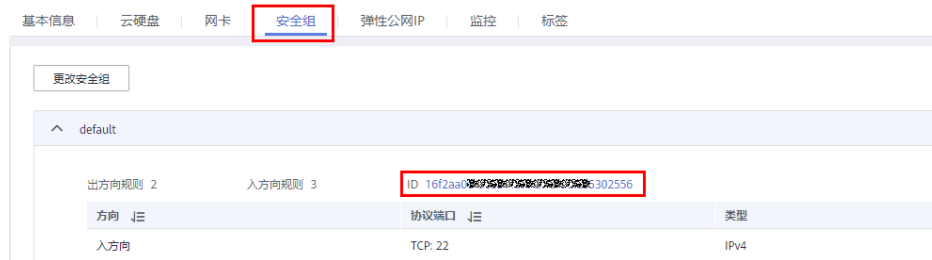 基本信息 云硬盘 网卡 安全组 弹性公网IP 监控 标签
更改安全组
default
出方向规则 2 入方向规则 3 ID 16f2aa0 5302556
方向 协议端口 类型
入方向 TCP: 22 IPv4